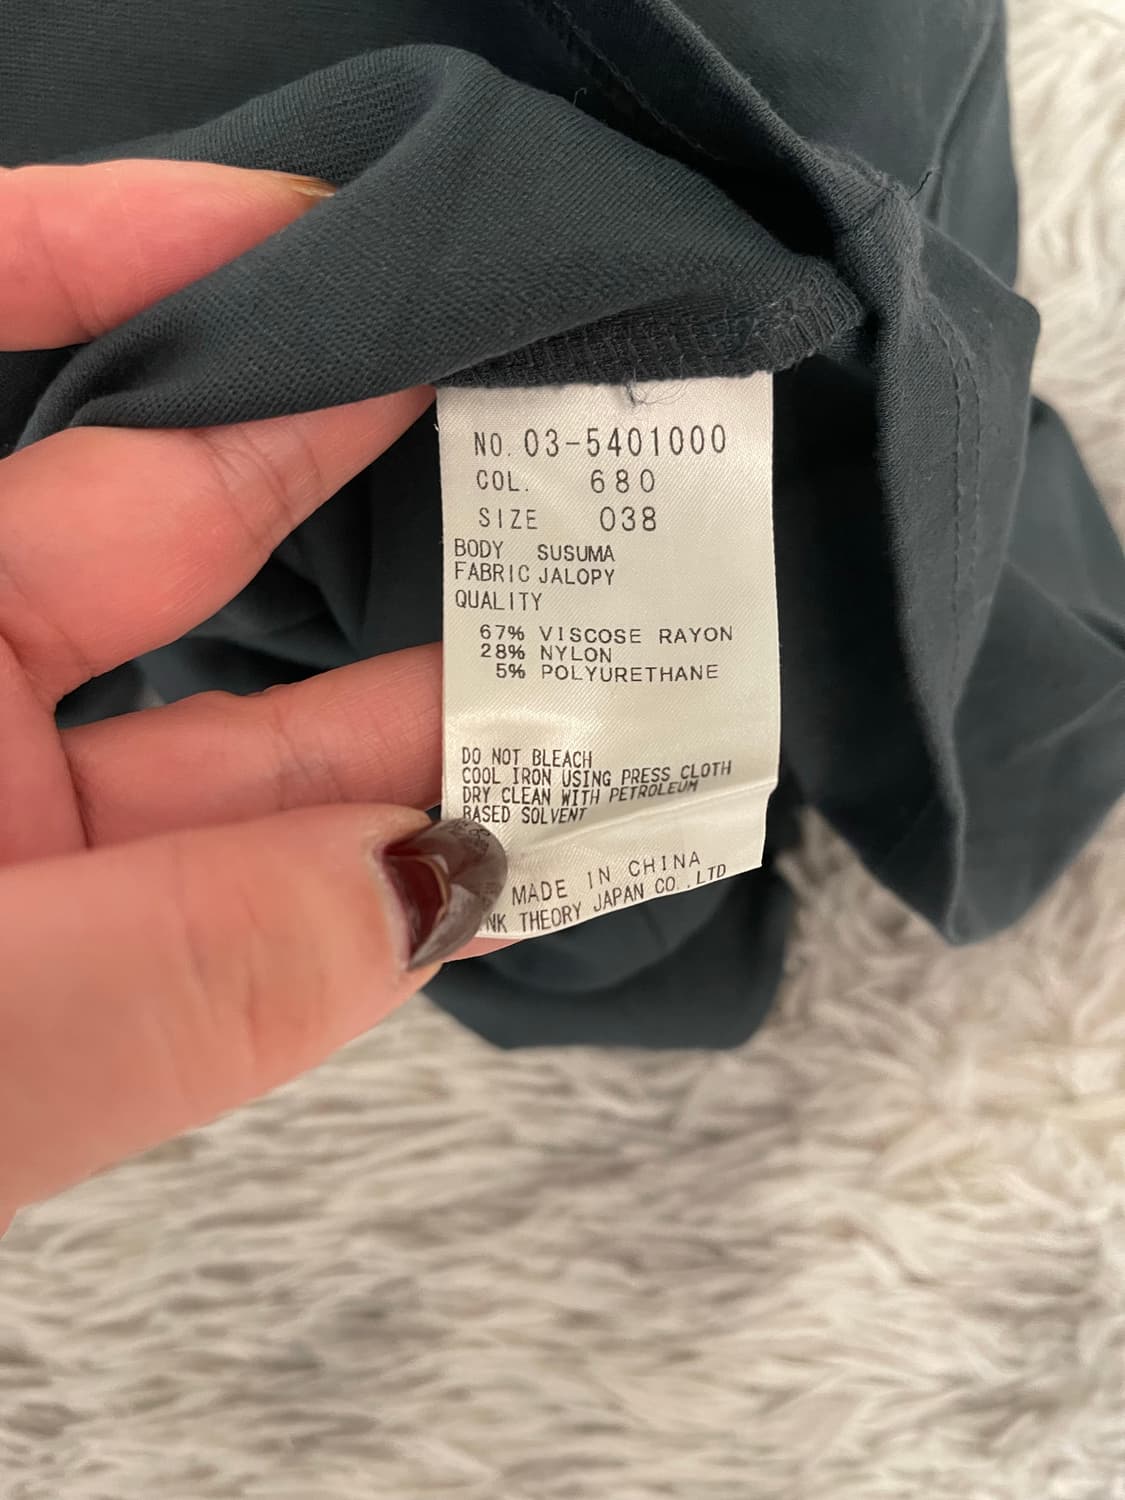 NO. 03-5401000
COL. 680
SIZE 038
BODY SUSUMA
FABRIC JALOPY
QUALITY
67% VISCOSE RAYON
28% NYLON
5% POLYURETHANE
DO NOT BLEACH
COOL IRON USING PRESS CLOTH
DRY CLEAN WITH PETROLEUM
BASED SOLVENT
MADE IN CHINA
NK THEORY JAPAN CO.,LTD